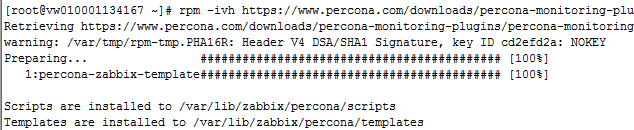 [root@vw010001134167 ~]# rpm -ivh https://www.percona.com/downloads/percona-monitoring-plu
Retrieving https://www.percona.com/downloads/percona-monitoring-plugins/percona-monitoring
warning: /var/tmp/rpm-tmp.PHA16R: Header V4 DSA/SHA1 Signature, key ID cd2efd2a: NOKEY
Preparing... ########################################### [100%]
1:percona-zabbix-template########################################### [100%]
Scripts are installed to /var/lib/zabbix/percona/scripts
Templates are installed to /var/lib/zabbix/percona/templates